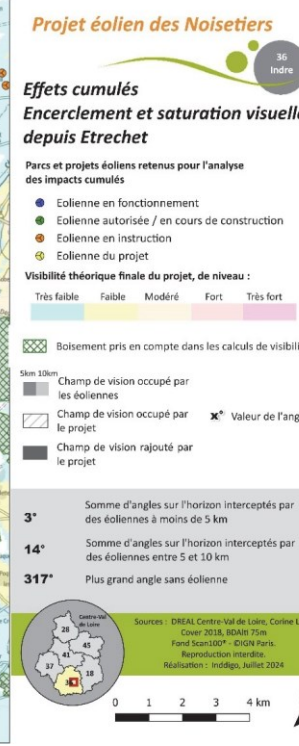 Projet éolien des Noisetiers
36
Indre
Effets cumulés
Encerclement et saturation visuelle
depuis Etrechet
Parcs et projets éoliens retenus pour l'analyse
des impacts cumulés
Eolienne en fonctionnement
Eolienne autorisée / en cours de construction
Eolienne en instruction
Eolienne du projet
Visibilité théorique finale du projet, de niveau :
Très faible Faible Modéré Fort Très fort
Boisement pris en compte dans les calculs de visibili
5km 10km
Champ de vision occupé par
les éoliennes
Champ de vision occupé par
le projet
x° Valeur de l'ang
Champ de vision rajouté par
le projet
3° Somme d'angles sur l'horizon interceptés par
des éoliennes à moins de 5 km
14° Somme d'angles sur l'horizon interceptés par
des éoliennes entre 5 et 10 km
317° Plus grand angle sans éolienne
Centre-Val
de Loire
28
45
41
37
18
Sources : DREAL Centre-Val de Loire, Corine L
Cover 2018, BDAlti 75m
Fond Scan100® - ©IGN Paris.
Reproduction interdite.
Réalisation : Inddigo, Juillet 2024
0 1 2 3 4 km